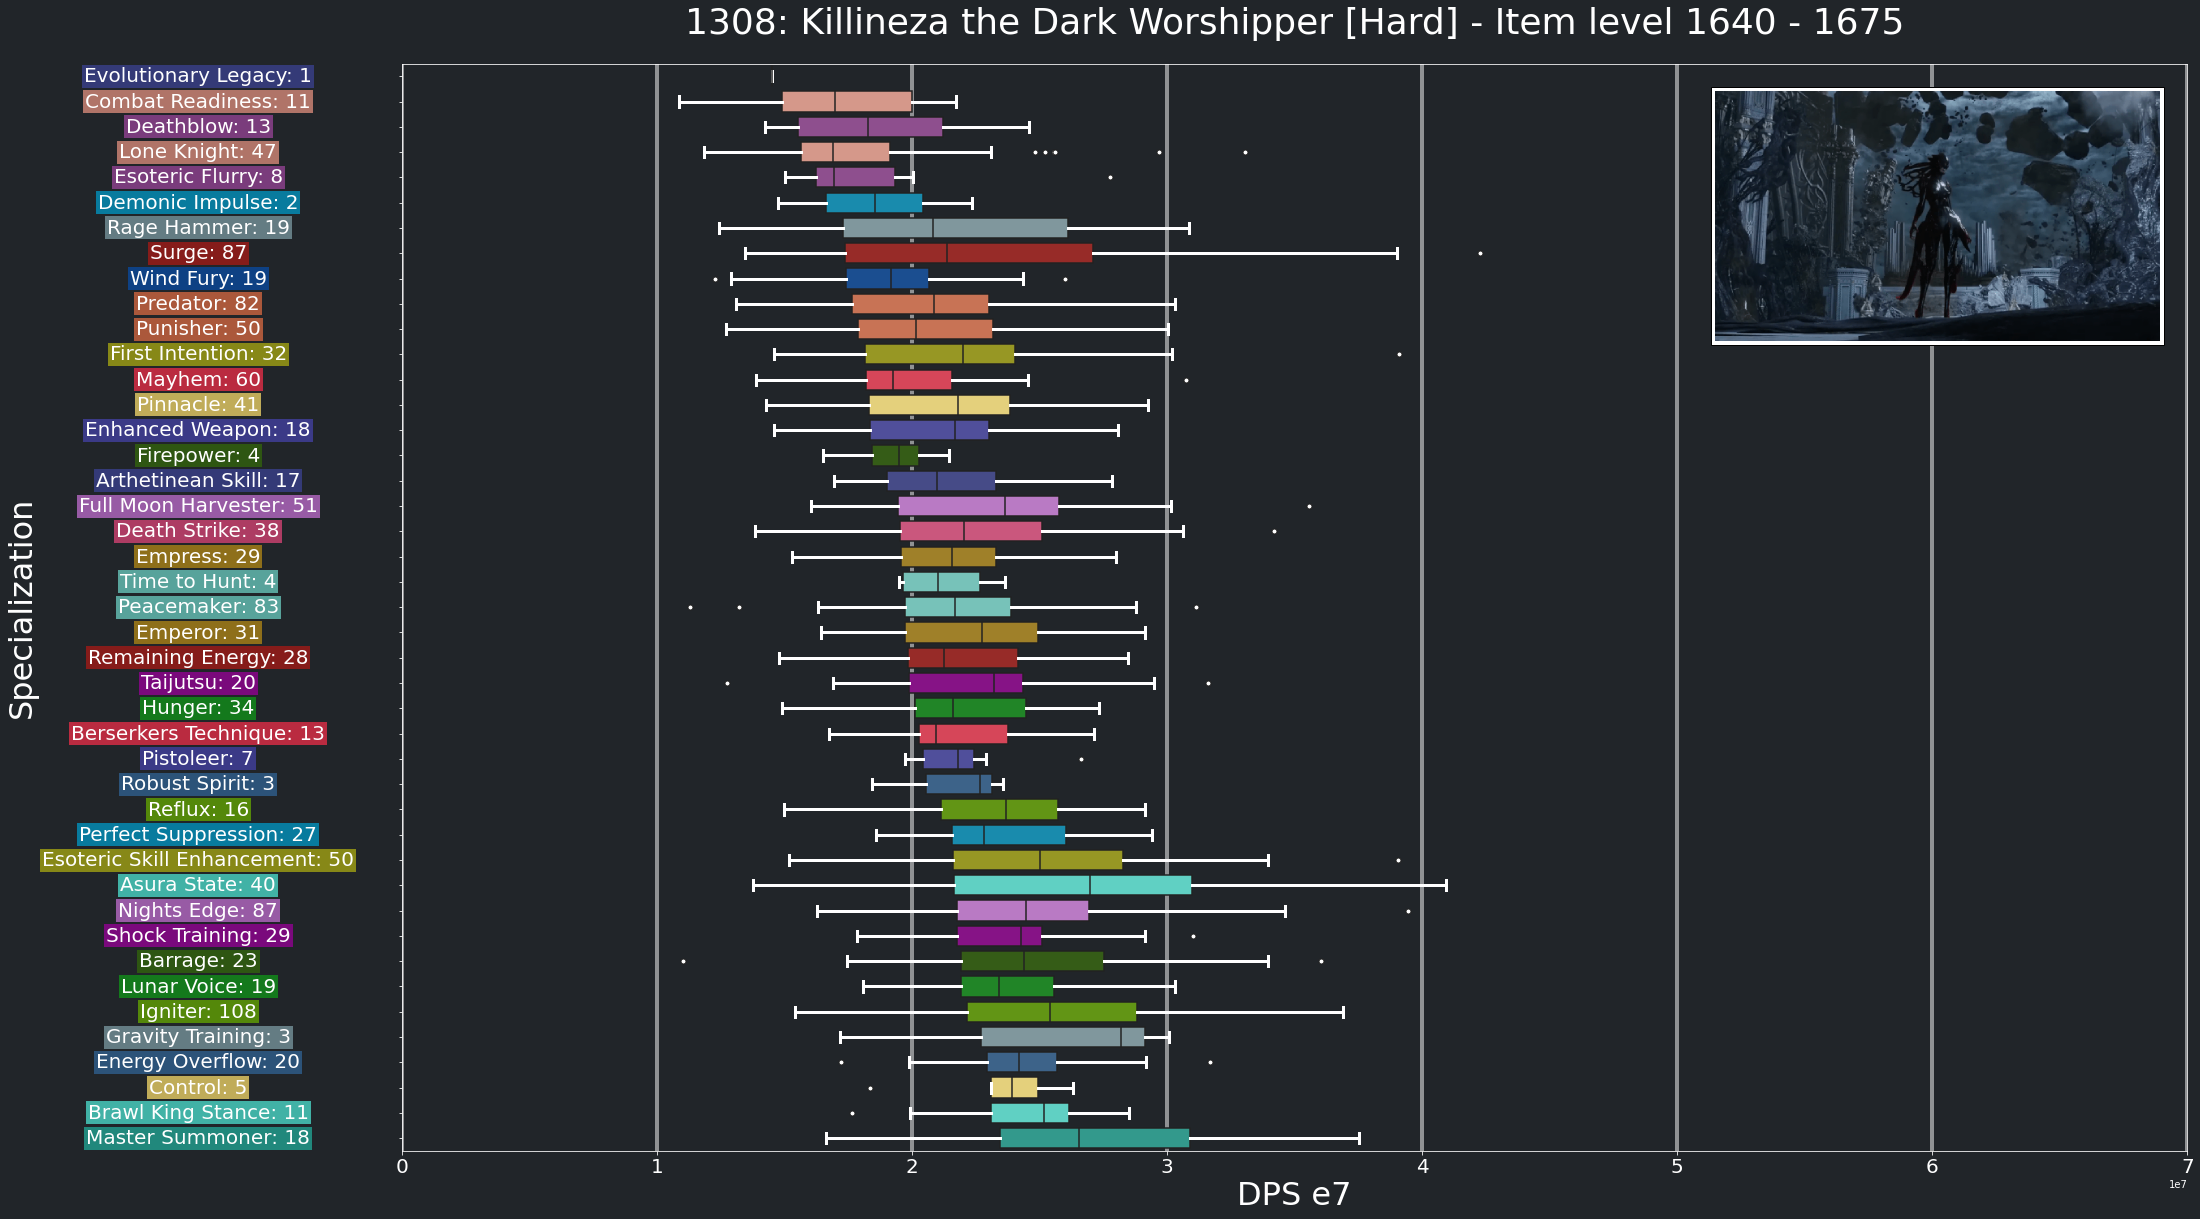 1308: Killineza the Dark Worshipper [Hard] - Item level 1640 - 1675
Evolutionary Legacy: 1
Combat Readiness: 11
Deathblow: 13
Lone Knight: 47
Esoteric Flurry: 8
Demonic Impulse: 2
Rage Hammer: 19
Surge: 87
Wind Fury: 19
Predator: 82
Punisher: 50
First Intention: 32
Mayhem: 60
Pinnacle: 41
Enhanced Weapon: 18
Firepower: 4
Arthetinean Skill: 17
Full Moon Harvester: 51
Death Strike: 38
Empress: 29
Time to Hunt: 4
Peacemaker: 83
Emperor: 31
Remaining Energy: 28
Taijutsu: 20
Hunger: 34
Berserkers Technique: 13
Pistoleer: 7
Robust Spirit: 3
Reflux: 16
Perfect Suppression: 27
Esoteric Skill Enhancement: 50
Asura State: 40
Nights Edge: 87
Shock Training: 29
Barrage: 23
Lunar Voice: 19
Igniter: 108
Gravity Training: 3
Energy Overflow: 20
Control: 5
Brawl King Stance: 11
Master Summoner: 18
Specialization
0 1 2 3 4 5 6 7
1e7
DPS e7